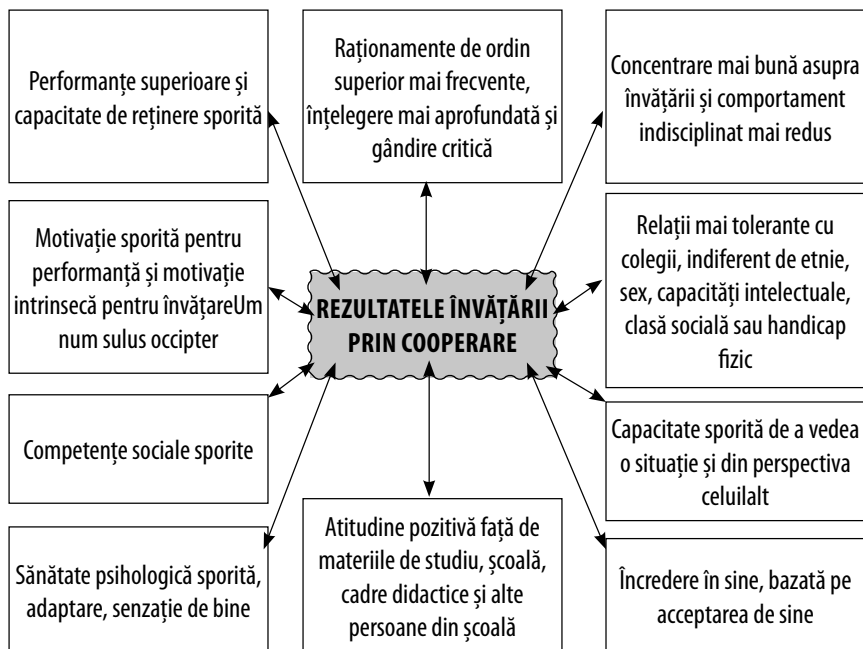 Performanțe superioare și
capacitate de reținere sporită
Raționamente de ordin
superior mai frecvente,
înțelegere mai aprofundată și
gândire critică
Concentrare mai bună asupra
învățării și comportament
indisciplinat mai redus
Motivație sporită pentru
performanță și motivație
intrinsecă pentru învățareUm
num sulus occipter
REZULTATELE ÎNVĂȚĂRII
PRIN COOPERARE
Relații mai tolerante cu
colegii, indiferent de etnie,
sex, capacități intelectuale,
clasă socială sau handicap
fizic
Competențe sociale sporite
Capacitate sporită de a vedea
o situație și din perspectiva
celuilalt
Sănătate psihologică sporită,
adaptare, senzație de bine
Atitudine pozitivă față de
materiile de studiu, școală,
cadre didactice și alte
persoane din școală
Încredere în sine, bazată pe
acceptarea de sine